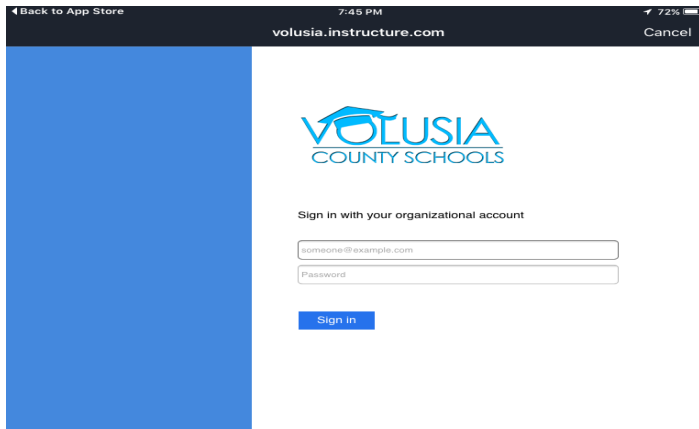 Back to App Store 7:45 PM 72%
volusia.instructure.com Cancel
VOLUSIA
COUNTY SCHOOLS
Sign in with your organizational account
someone@example.com
Password
Sign in